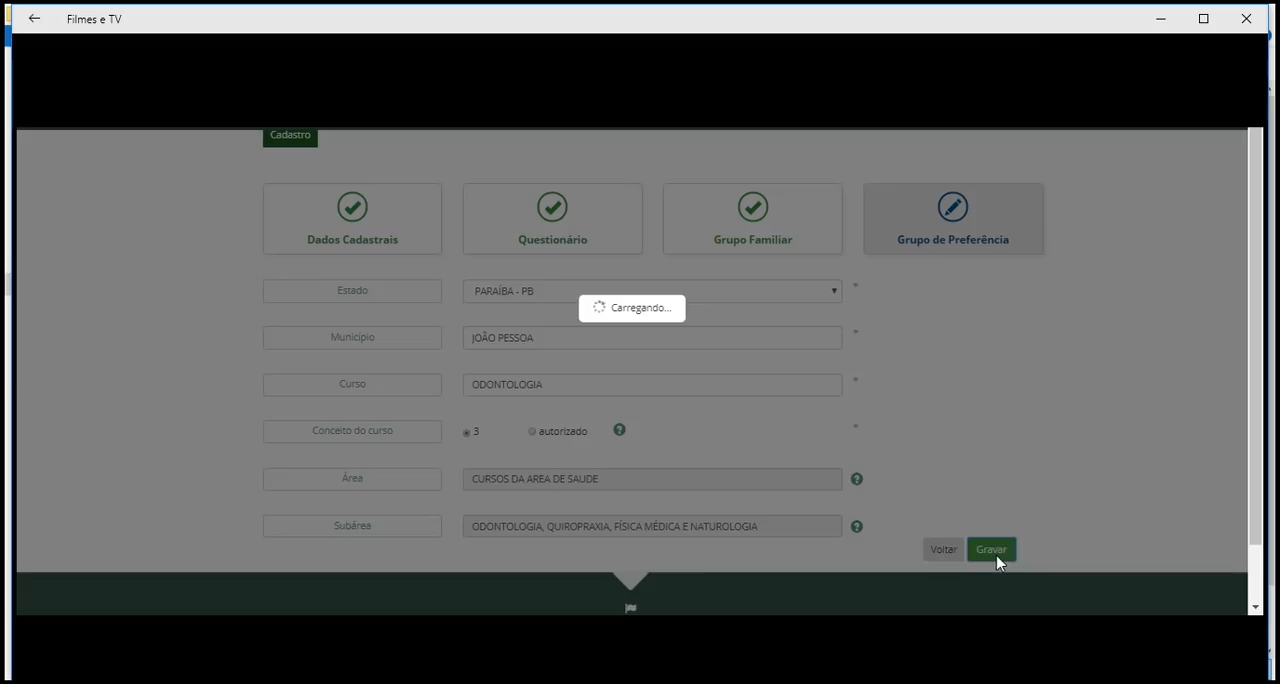 Filmes e TV
Cadastro
Dados Cadastrais
Questionário
Grupo Familiar
Grupo de Preferência
Estado
PARAÍBA - PB
*
Carregando...
Município
JOÃO PESSOA
*
Curso
ODONTOLOGIA
*
Conceito do curso
3
autorizado
?
*
Área
CURSOS DA AREA DE SAUDE
?
Subárea
ODONTOLOGIA, QUIROPRAXIA, FÍSICA MÉDICA E NATUROLOGIA
?
Voltar
Gravar